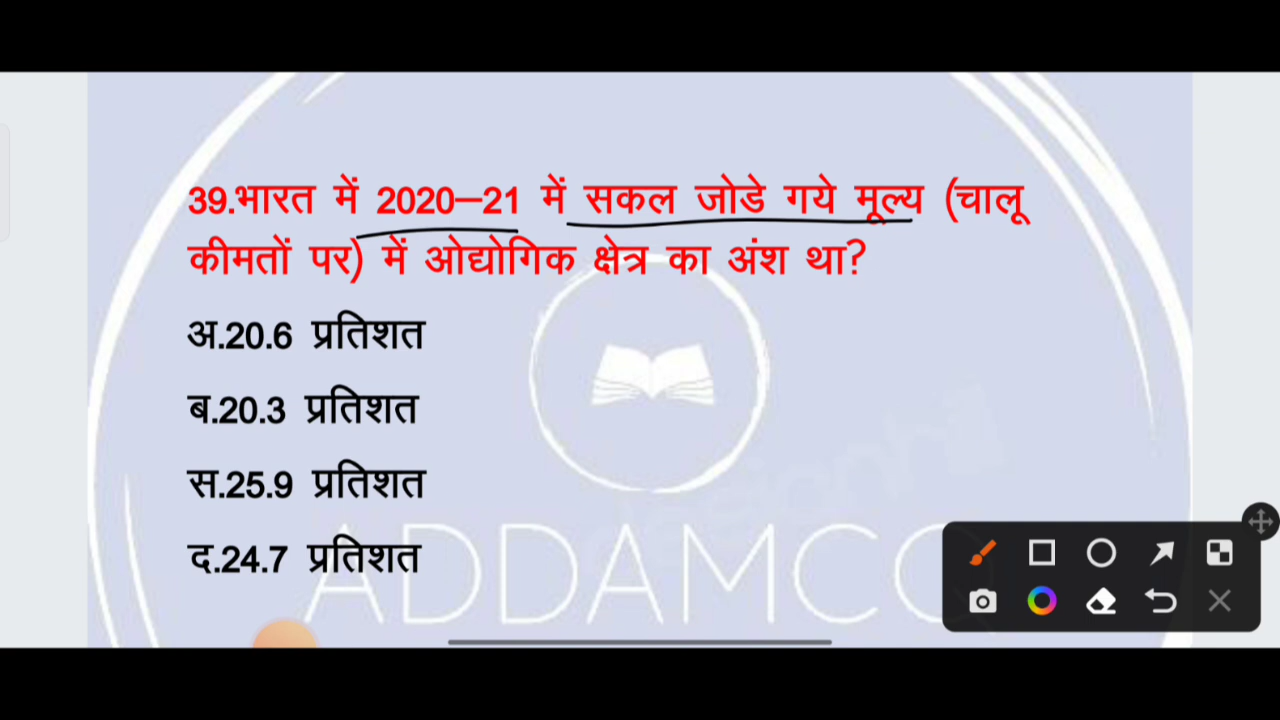 39.भारत में 2020–21 में सकल जोडे गये मूल्य (चालू
कीमतों पर) में ओद्योगिक क्षेत्र का अंश था?
अ.20.6 प्रतिशत
ब.20.3 प्रतिशत
स.25.9 प्रतिशत
द.24.7 प्रतिशत
ADDAMCQ